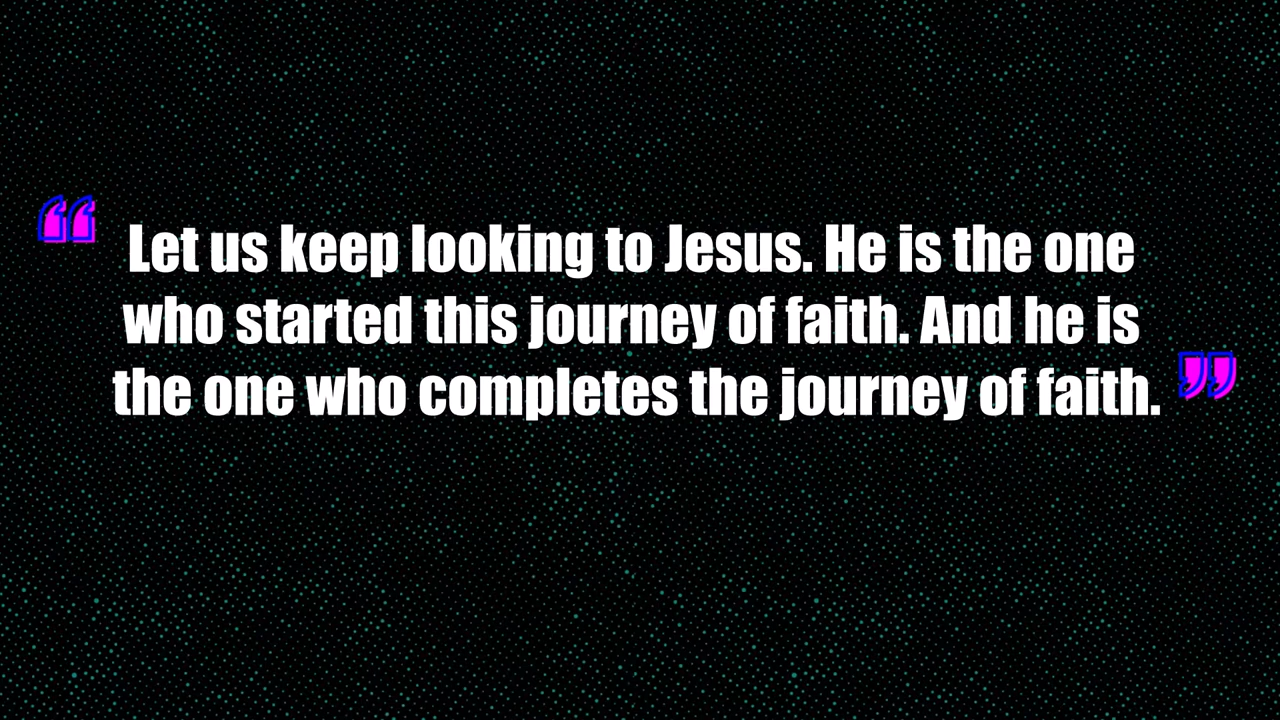 “Let us keep looking to Jesus. He is the one
who started this journey of faith. And he is
the one who completes the journey of faith.”